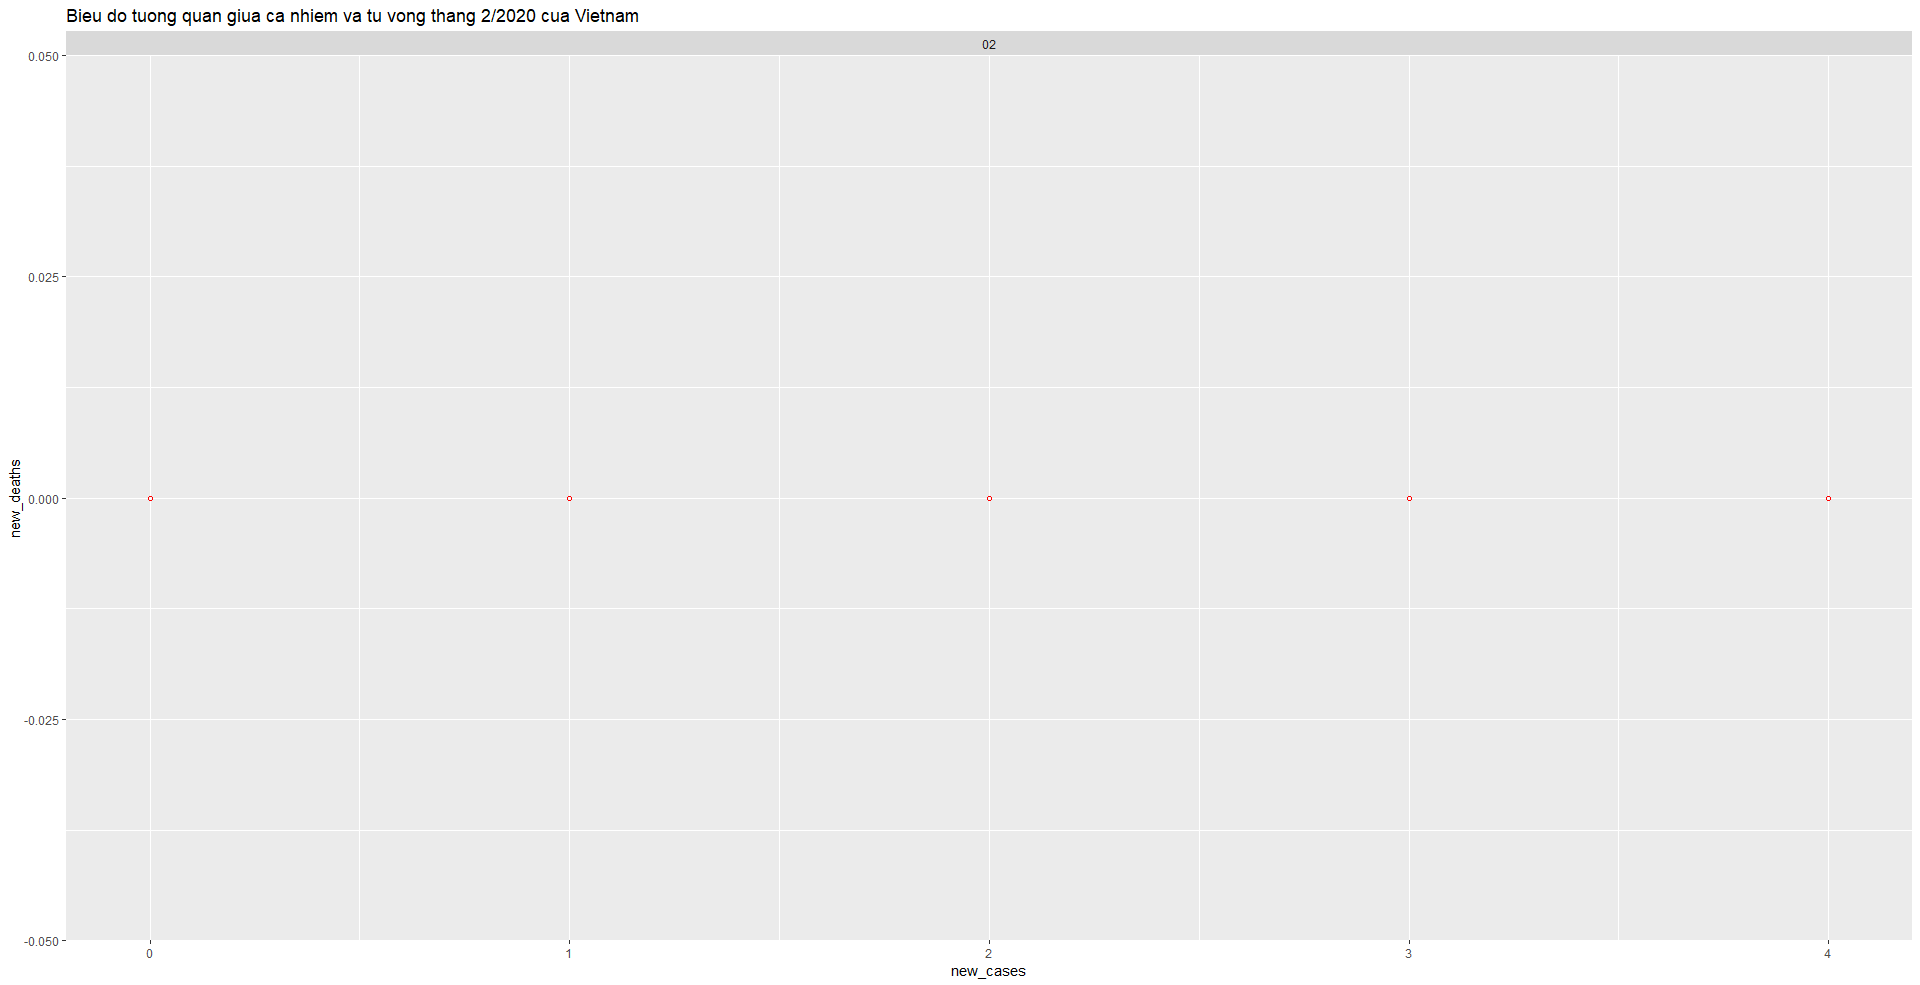 Bieu do tuong quan giua ca nhiem va tu vong thang 2/2020 cua Vietnam
02
0.050
0.025
0.000
-0.025
-0.050
new_deaths
0 1 2 3 4
new_cases